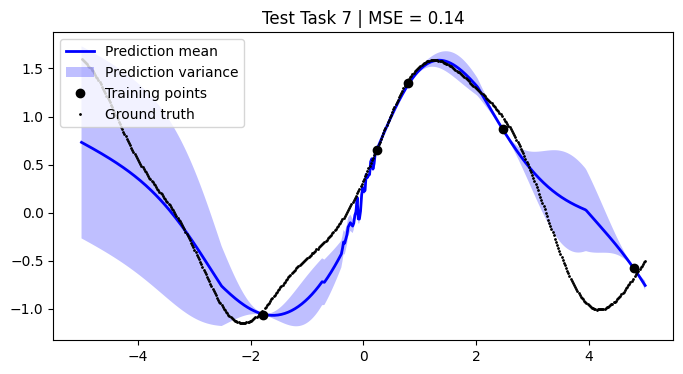 Test Task 7 | MSE = 0.14
Prediction mean
Prediction variance
Training points
Ground truth
1.5
1.0
0.5
0.0
−0.5
−1.0
−4
−2
0
2
4